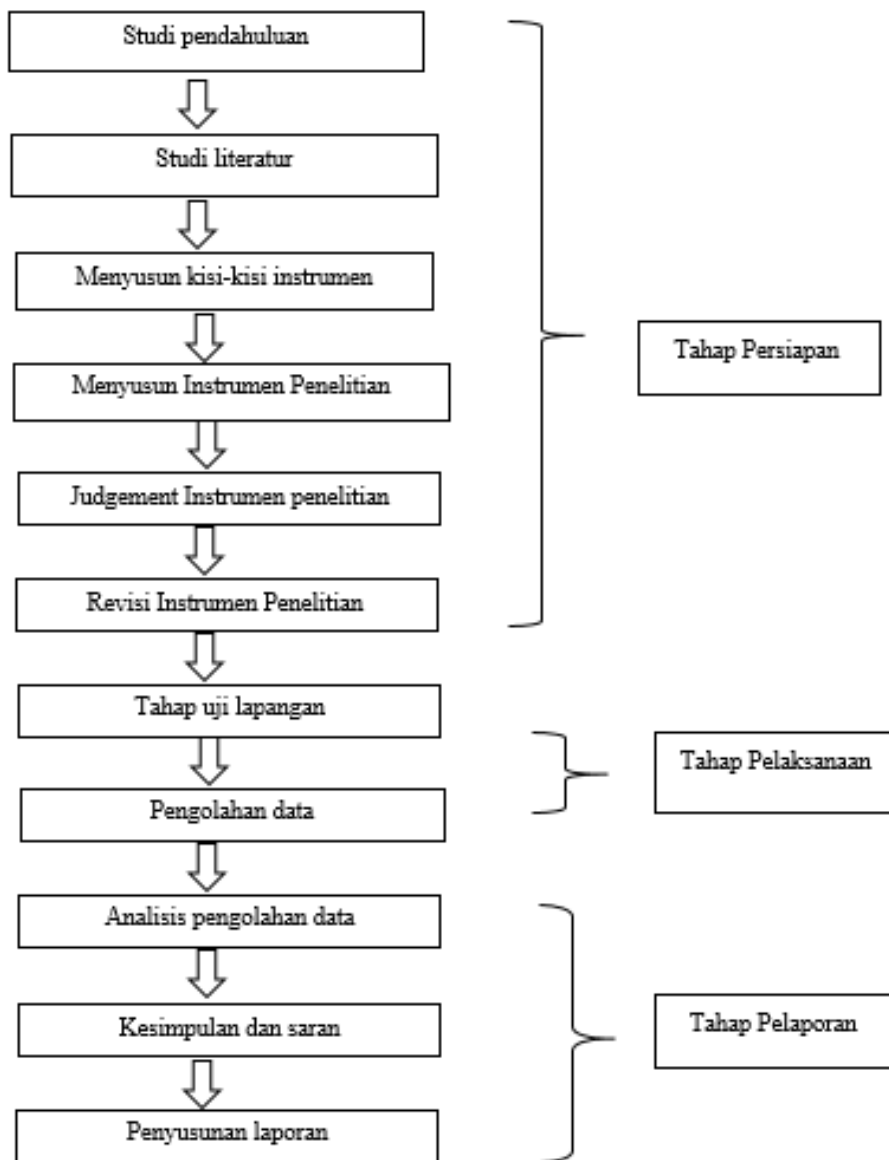 Studi pendahuluan
Studi literatur
Menyusun kisi-kisi instrumen
Menyusun Instrumen Penelitian
Judgement Instrumen penelitian
Revisi Instrumen Penelitian
Tahap Persiapan
Tahap uji lapangan
Pengolahan data
Tahap Pelaksanaan
Analisis pengolahan data
Kesimpulan dan saran
Penyusunan laporan
Tahap Pelaporan